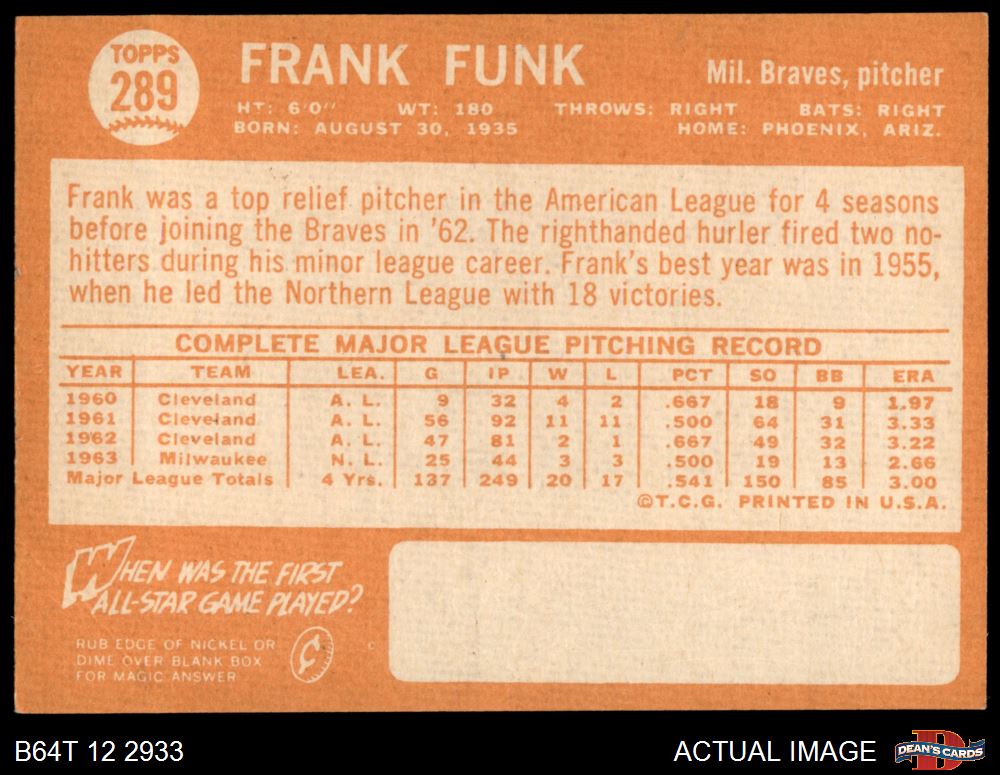 TOPPS
289
FRANK FUNK
Mil. Braves, pitcher
HT: 6'0" WT: 180 THROWS: RIGHT BATS: RIGHT
BORN: AUGUST 30, 1935 HOME: PHOENIX, ARIZ.
Frank was a top relief pitcher in the American League for 4 seasons
before joining the Braves in '62. The righthanded hurler fired two no-
hitters during his minor league career. Frank's best year was in 1955,
when he led the Northern League with 18 victories.
COMPLETE MAJOR LEAGUE PITCHING RECORD
YEAR TEAM LEA. G IP W L PCT SO BB ERA
1960 Cleveland A. L. 9 32 4 2 .667 18 9 1.97
1961 Cleveland A. L. 56 92 11 11 .500 64 31 3.33
1962 Cleveland A. L. 47 81 2 1 .667 49 32 3.22
1963 Milwaukee N. L. 25 44 3 3 .500 19 13 2.66
Major League Totals 4 Yrs. 137 249 20 17 .541 150 85 3.00
©T.C.G. PRINTED IN U.S.A.
WHEN WAS THE FIRST
ALL-STAR GAME PLAYED?
RUB EDGE OF NICKEL OR
DIME OVER BLANK BOX
FOR MAGIC ANSWER
¢
c
B64T 12 2933
ACTUAL IMAGE
DEAN'S CARDS